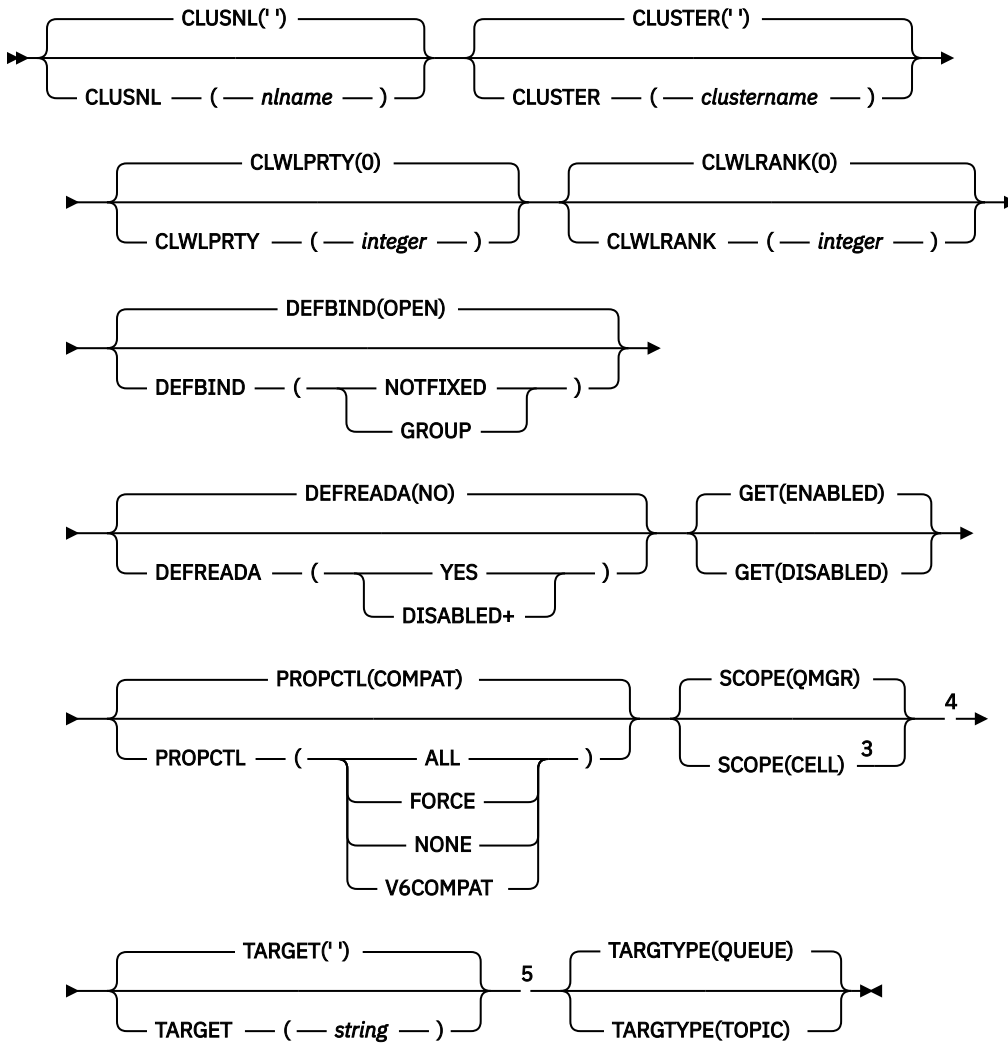 CLUSNL(' ') CLUSTER(' ')
CLUSNL ( nlname ) CLUSTER ( clustername )
CLWLPRTY(0) CLWLRANK(0)
CLWLPRTY ( integer ) CLWLRANK ( integer )
DEFBIND(OPEN)
DEFBIND ( NOTFIXED )
GROUP
DEFREADA(NO) GET(ENABLED)
DEFREADA ( YES ) GET(DISABLED)
DISABLED+
PROPCTL(COMPAT) SCOPE(QMGR)
4
PROPCTL ( ALL ) SCOPE(CELL) 3
FORCE
NONE
V6COMPAT
TARGET(' ') TARGTYPE(QUEUE)
5
TARGET ( string ) TARGTYPE(TOPIC)